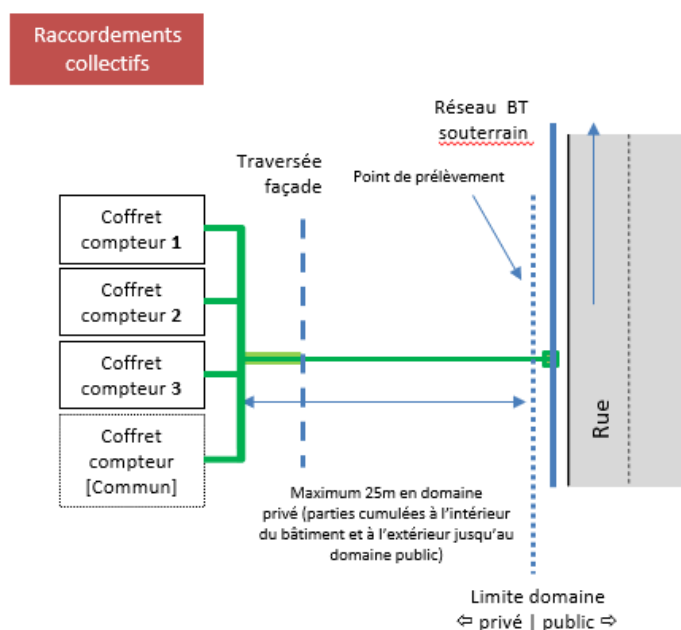 Raccordements
collectifs
Réseau BT
souterrain
Traversée
façade
Point de prélèvement
Coffret
compteur 1
Coffret
compteur 2
Coffret
compteur 3
Coffret
compteur
[Commun]
Rue
Maximum 25m en domaine
privé (parties cumulées à l'intérieur
du bâtiment et à l'extérieur jusqu'au
domaine public)
Limite domaine
⇦ privé | public ⇨